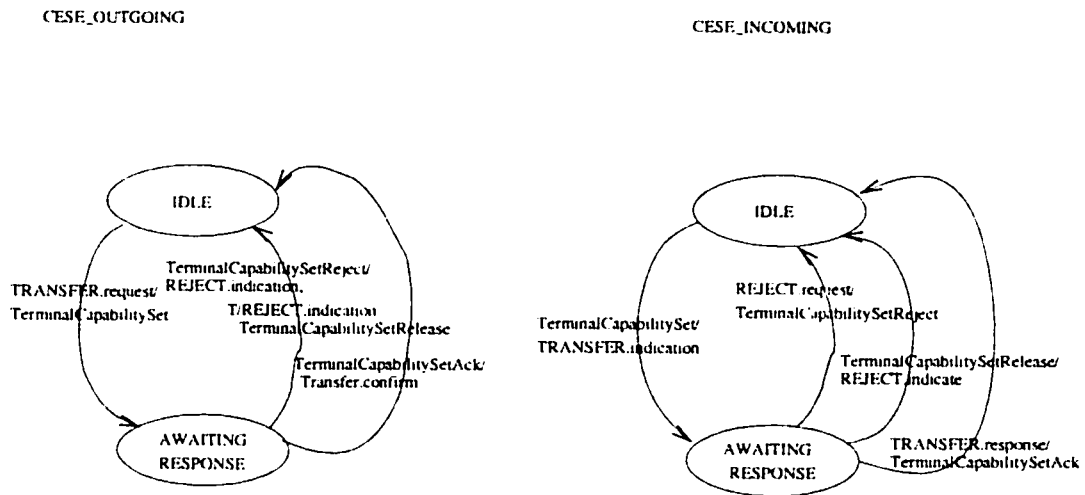 CESE_OUTGOING
CESE_INCOMING
IDLE
TRANSFER.request/
TerminalCapabilitySet
TerminalCapabilitySetReject/
REJECT.indication,
T/REJECT.indication
TerminalCapabilitySetRelease
TerminalCapabilitySetAck/
Transfer.confirm
AWAITING
RESPONSE
IDLE
TerminalCapabilitySet/
TRANSFER.indication
REJECT.request/
TerminalCapabilitySetReject
TerminalCapabilitySetRelease/
REJECT.indicate
TRANSFER.response/
TerminalCapabilitySetAck
AWAITING
RESPONSE